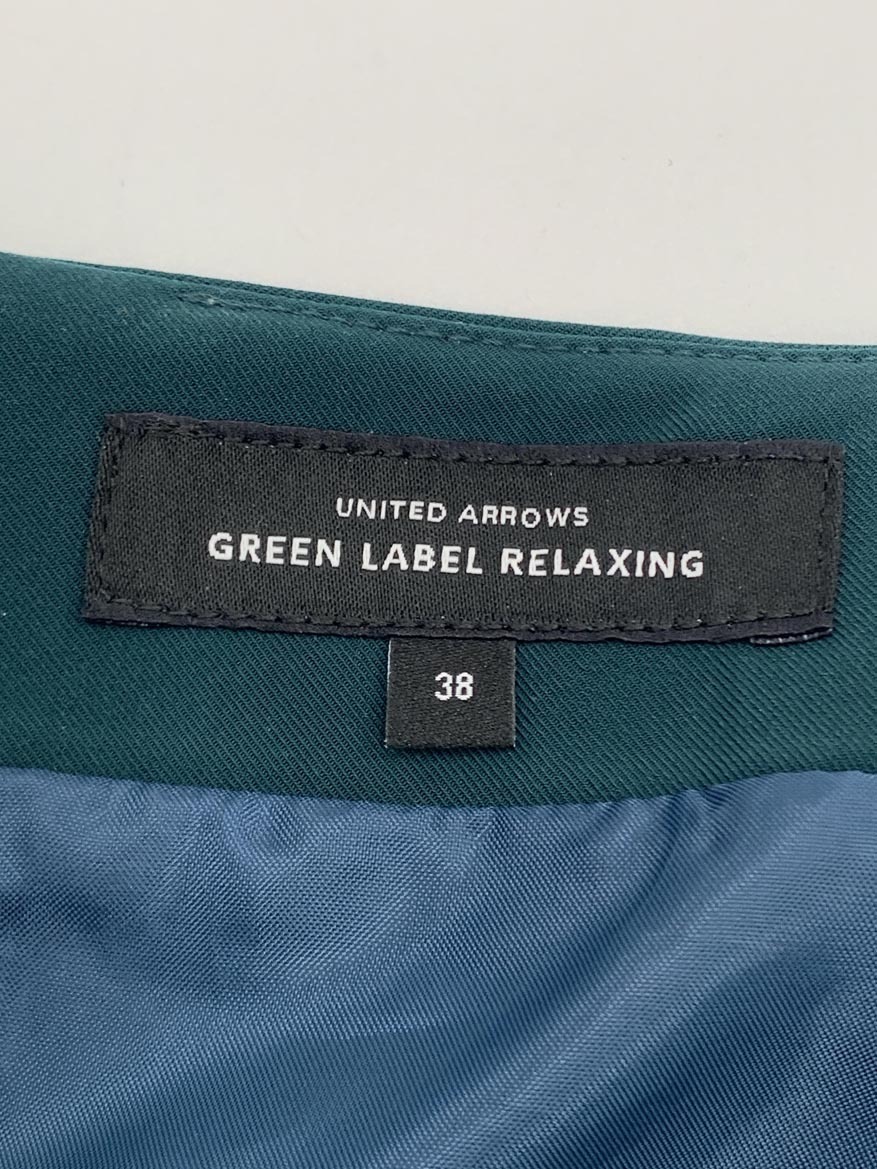 UNITED ARROWS
GREEN LABEL RELAXING
38